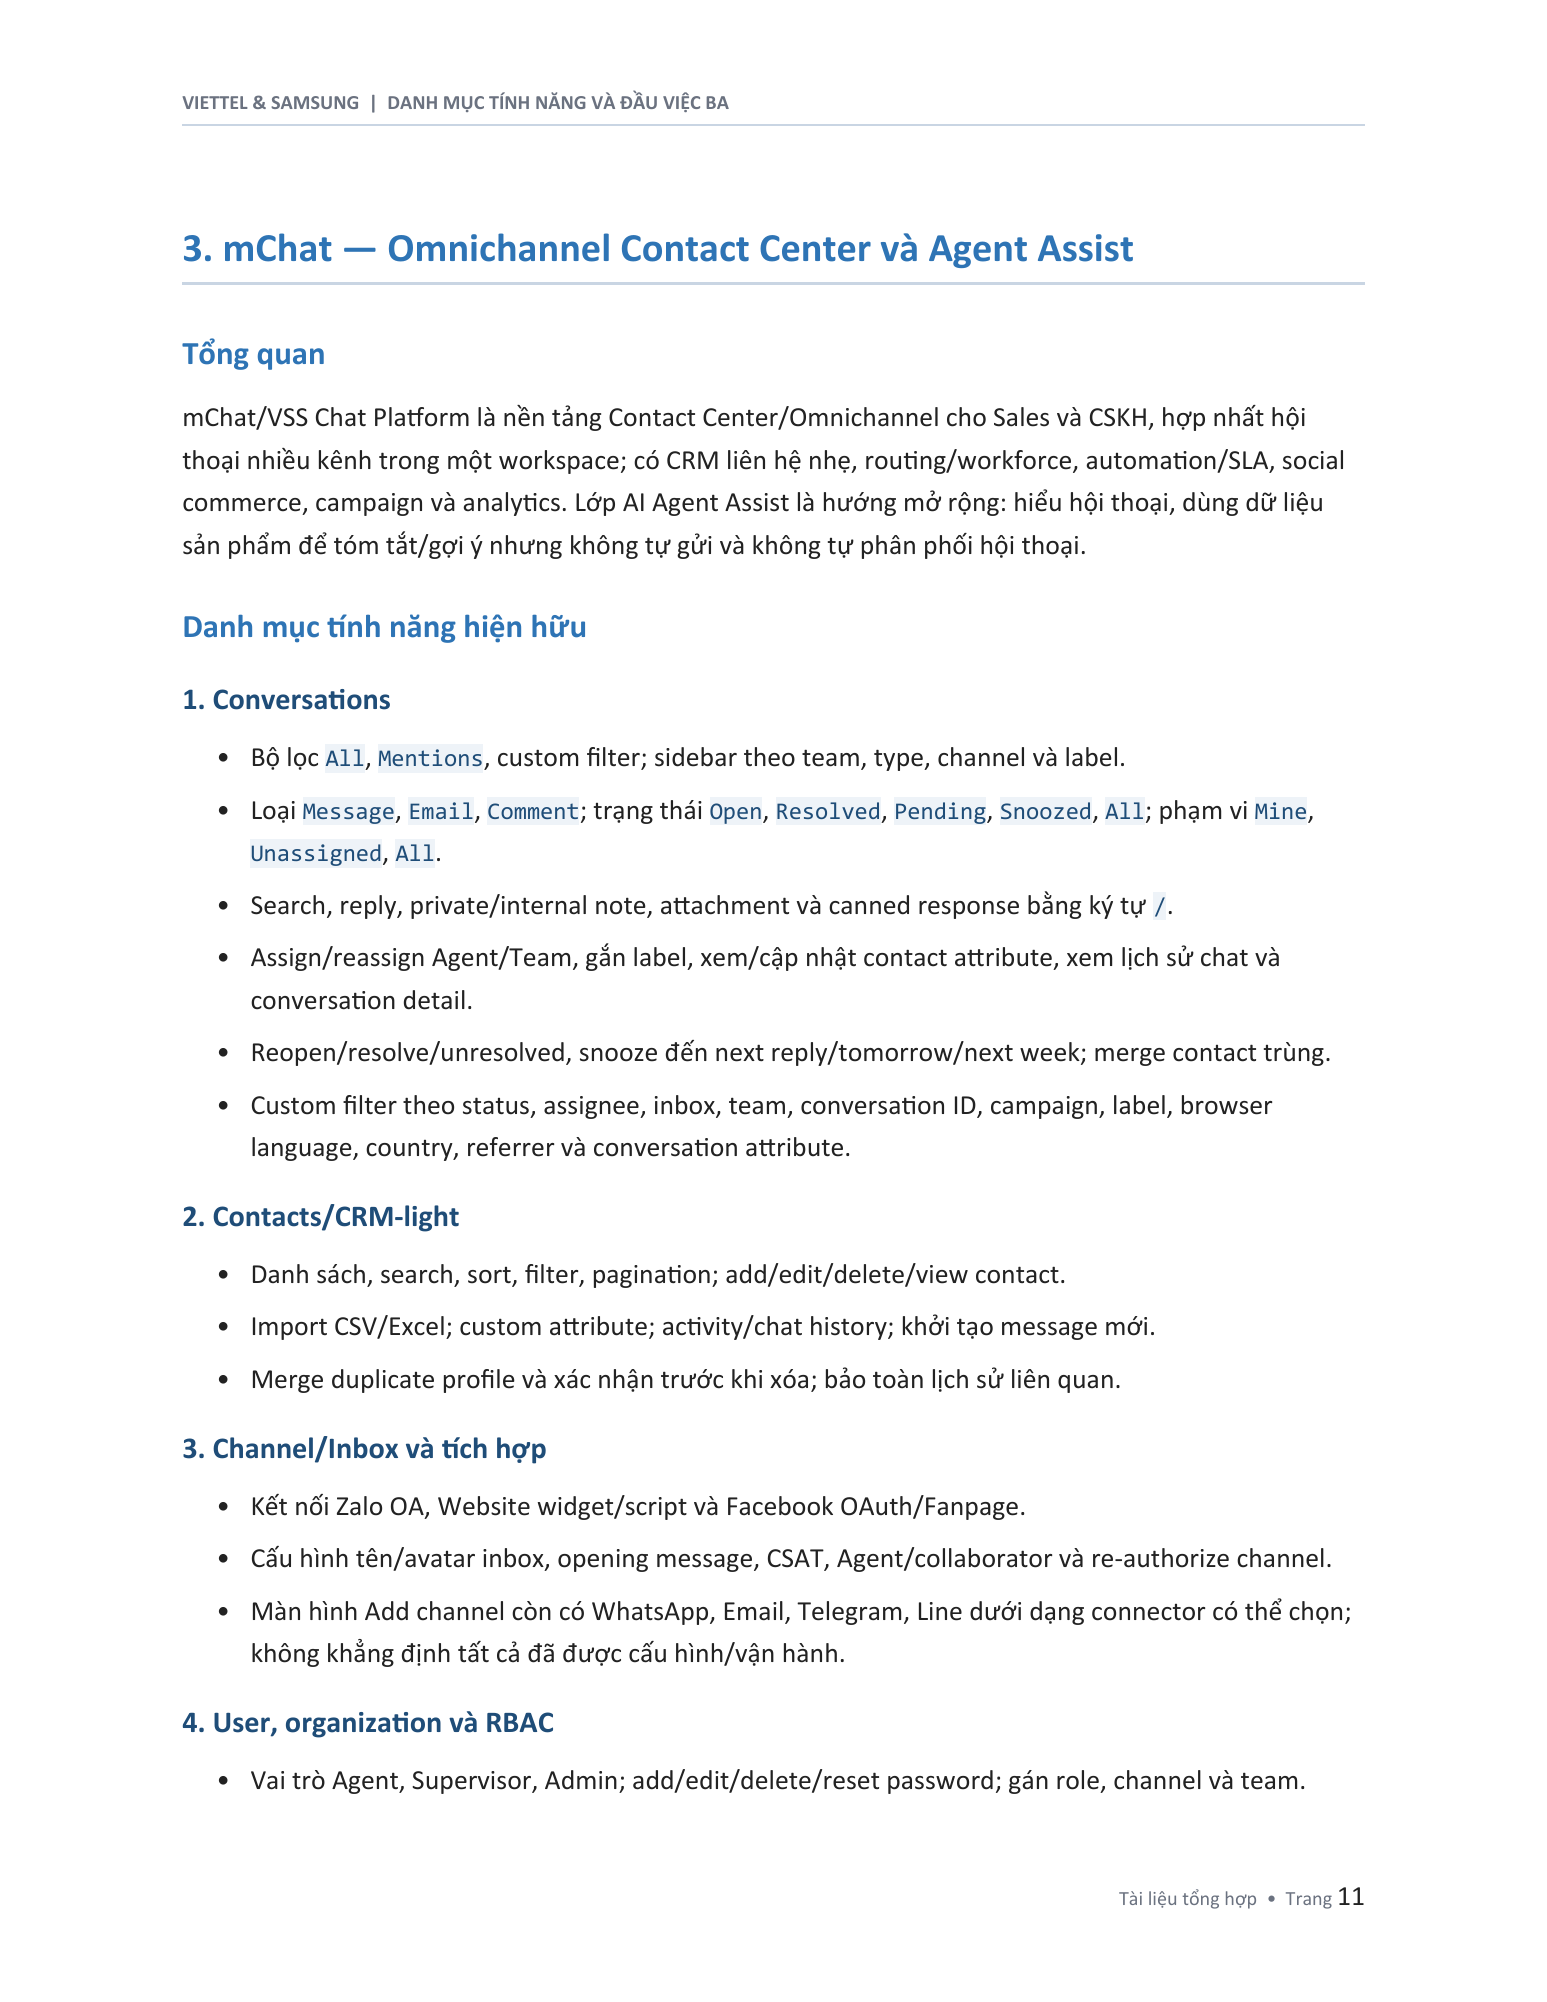 VIETTEL & SAMSUNG | DANH MỤC TÍNH NĂNG VÀ ĐẦU VIỆC BA
3. mChat — Omnichannel Contact Center và Agent Assist
Tổng quan
mChat/VSS Chat Platform là nền tảng Contact Center/Omnichannel cho Sales và CSKH, hợp nhất hội
thoại nhiều kênh trong một workspace; có CRM liên hệ nhẹ, routing/workforce, automation/SLA, social
commerce, campaign và analytics. Lớp AI Agent Assist là hướng mở rộng: hiểu hội thoại, dùng dữ liệu
sản phẩm để tóm tắt/gợi ý nhưng không tự gửi và không tự phân phối hội thoại.
Danh mục tính năng hiện hữu
1. Conversations
• Bộ lọc All, Mentions, custom filter; sidebar theo team, type, channel và label.
• Loại Message, Email, Comment; trạng thái Open, Resolved, Pending, Snoozed, All; phạm vi Mine,
Unassigned, All.
• Search, reply, private/internal note, attachment và canned response bằng ký tự /.
• Assign/reassign Agent/Team, gắn label, xem/cập nhật contact attribute, xem lịch sử chat và
conversation detail.
• Reopen/resolve/unresolved, snooze đến next reply/tomorrow/next week; merge contact trùng.
• Custom filter theo status, assignee, inbox, team, conversation ID, campaign, label, browser
language, country, referrer và conversation attribute.
2. Contacts/CRM-light
• Danh sách, search, sort, filter, pagination; add/edit/delete/view contact.
• Import CSV/Excel; custom attribute; activity/chat history; khởi tạo message mới.
• Merge duplicate profile và xác nhận trước khi xóa; bảo toàn lịch sử liên quan.
3. Channel/Inbox và tích hợp
• Kết nối Zalo OA, Website widget/script và Facebook OAuth/Fanpage.
• Cấu hình tên/avatar inbox, opening message, CSAT, Agent/collaborator và re-authorize channel.
• Màn hình Add channel còn có WhatsApp, Email, Telegram, Line dưới dạng connector có thể chọn;
không khẳng định tất cả đã được cấu hình/vận hành.
4. User, organization và RBAC
• Vai trò Agent, Supervisor, Admin; add/edit/delete/reset password; gán role, channel và team.
Tài liệu tổng hợp • Trang 11